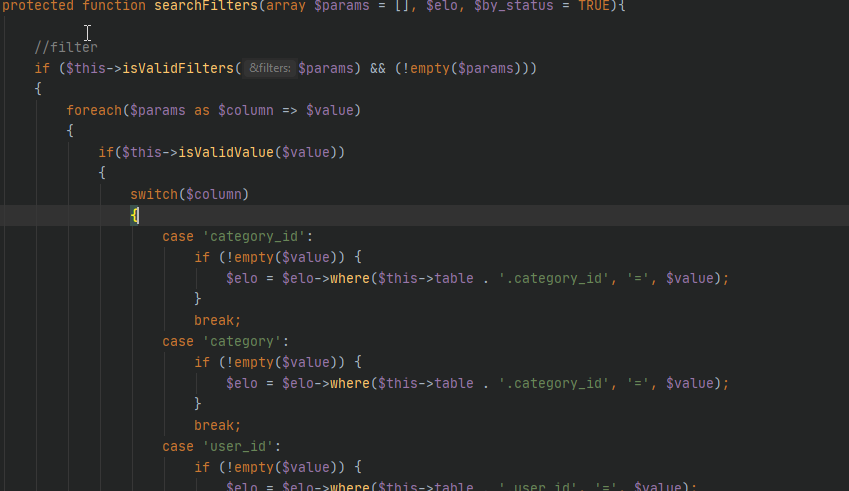 protected function searchFilters(array $params = [], $elo, $by_status = TRUE){
//filter
if ($this->isValidFilters( &filters: $params) && (!empty($params)))
{
foreach($params as $column => $value)
{
if($this->isValidValue($value))
{
switch($column)
{
case 'category_id':
if (!empty($value)) {
$elo = $elo->where($this->table . '.category_id', '=', $value);
}
break;
case 'category':
if (!empty($value)) {
$elo = $elo->where($this->table . '.category_id', '=', $value);
}
break;
case 'user_id':
if (!empty($value)) {
$elo = $elo->where($this->table . '.user_id', '=', $value);